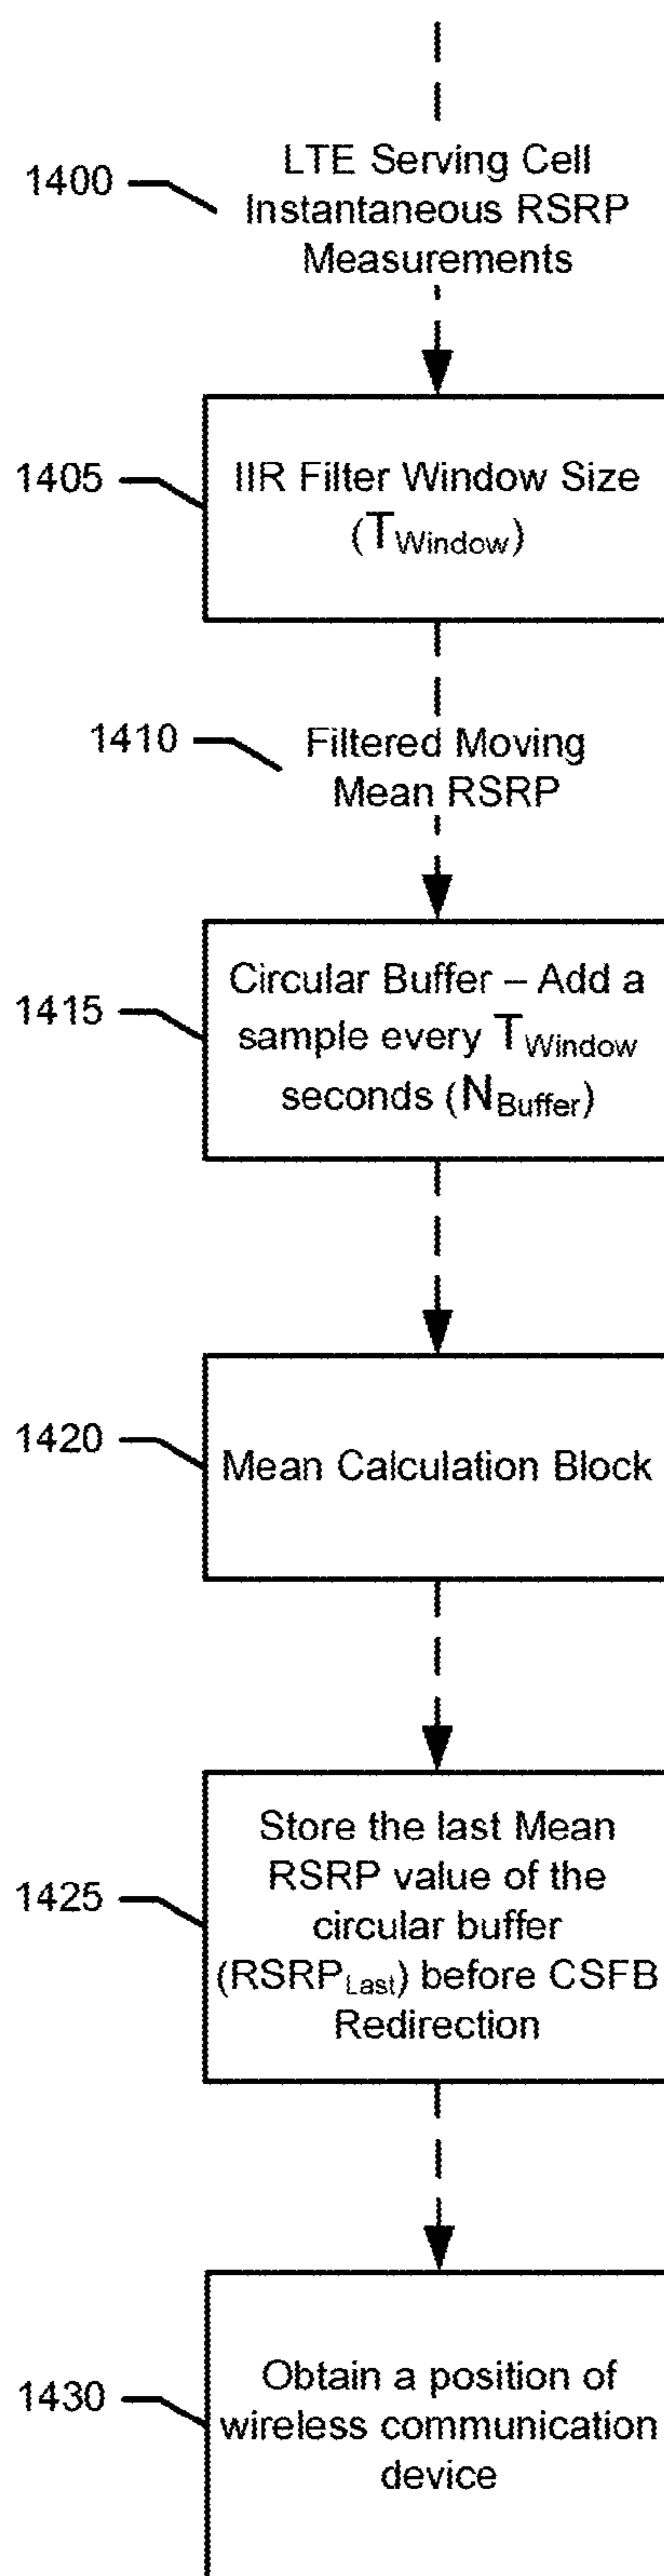 1400
LTE Serving Cell
Instantaneous RSRP
Measurements
1405
IIR Filter Window Size
(TWindow)
1410
Filtered Moving
Mean RSRP
1415
Circular Buffer – Add a
sample every TWindow
seconds (NBuffer)
1420
Mean Calculation Block
1425
Store the last Mean
RSRP value of the
circular buffer
(RSRPLast) before CSFB
Redirection
1430
Obtain a position of
wireless communication
device